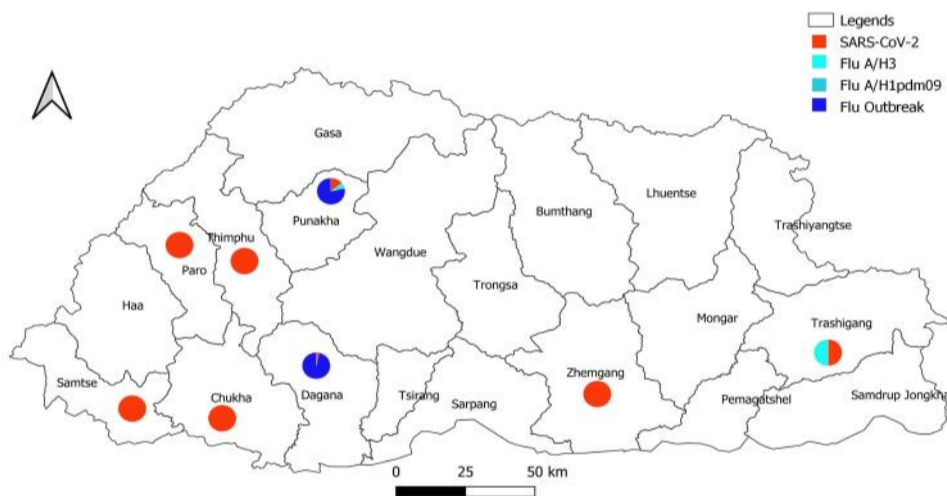 Legends
SARS-CoV-2
Flu A/H3
Flu A/H1pdm09
Flu Outbreak
Gasa
Lhuentse
Punakha
Bumthang
Trashiyangtse
Thimphu
Wangdue
Paro
Trongsa
Haa
Mongar
Trashigang
Zhemgang
Samtse
Chukha
Dagana
Tsirang
Sarpang
Pemagatshel
Samdrup Jongkha
0 25 50 km